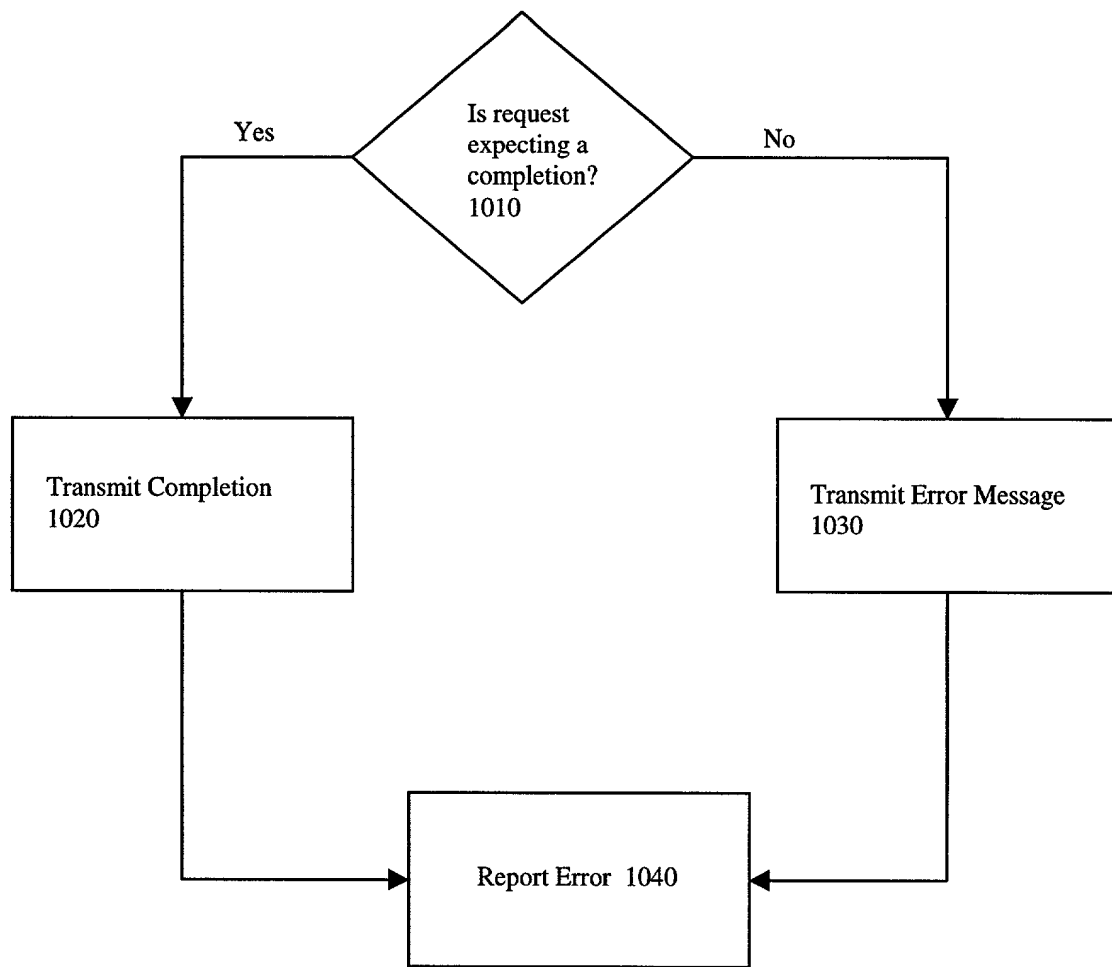 Is request
expecting a
completion?
1010
Yes
No
Transmit Completion
1020
Transmit Error Message
1030
Report Error 1040